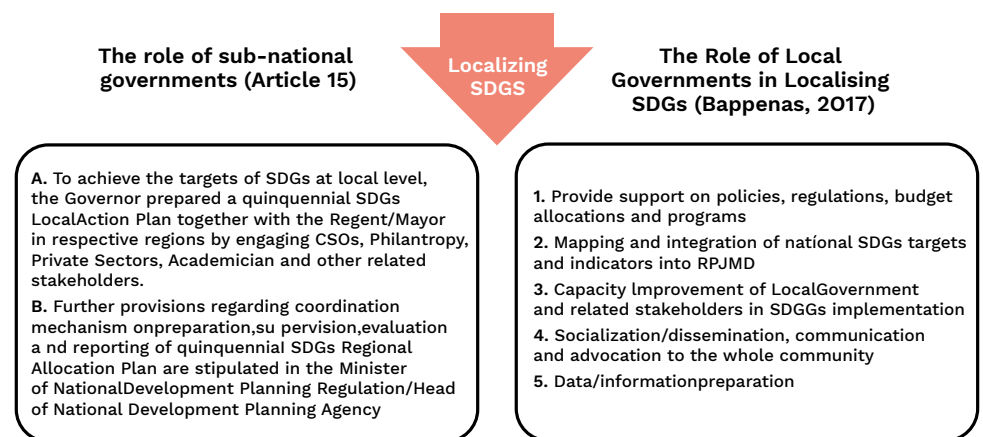 The role of sub-national
governments (Article 15)
Localizing
SDGS
The Role of Local
Governments in Localising
SDGs (Bappenas, 2017)
A. To achieve the targets of SDGs at local level,
the Governor prepared a quinquennial SDGs
LocalAction Plan together with the Regent/Mayor
in respective regions by engaging CSOs, Philantropy,
Private Sectors, Academician and other related
stakeholders.
B. Further provisions regarding coordination
mechanism onpreparation,su pervision,evaluation
a nd reporting of quinquennial SDGs Regional
Allocation Plan are stipulated in the Minister
of NationalDevelopment Planning Regulation/Head
of National Development Planning Agency
1. Provide support on policies, regulations, budget
allocations and programs
2. Mapping and integration of natíonal SDGs targets
and indicators into RPJMD
3. Capacity lmprovement of LocalGovernment
and related stakeholders in SDGGs implementation
4. Socialization/dissemination, communication
and advocation to the whole community
5. Data/informationpreparation